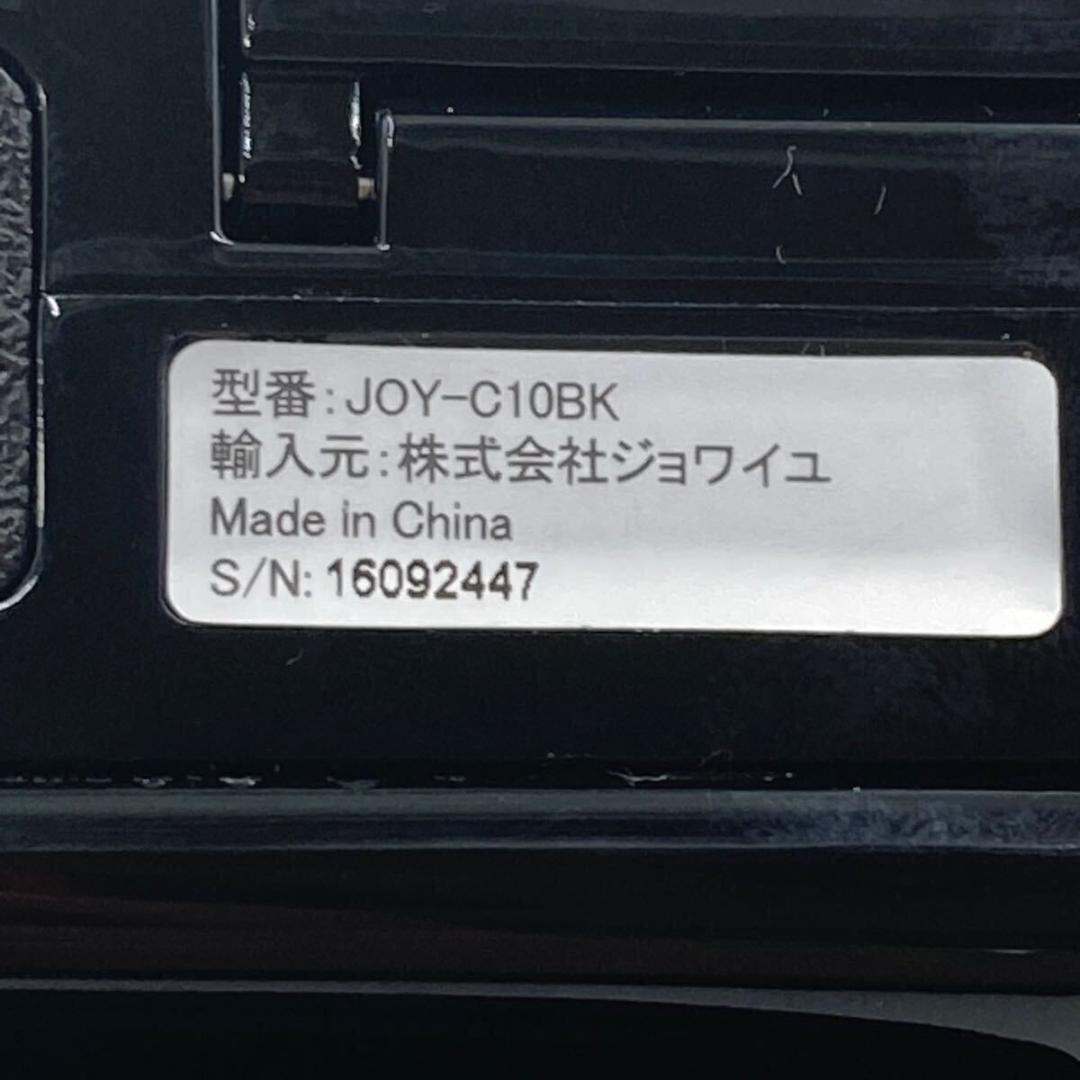 型番:JOY-C10BK
輸入元:株式会社ジョワイユ
Made in China
S/N: 16092447